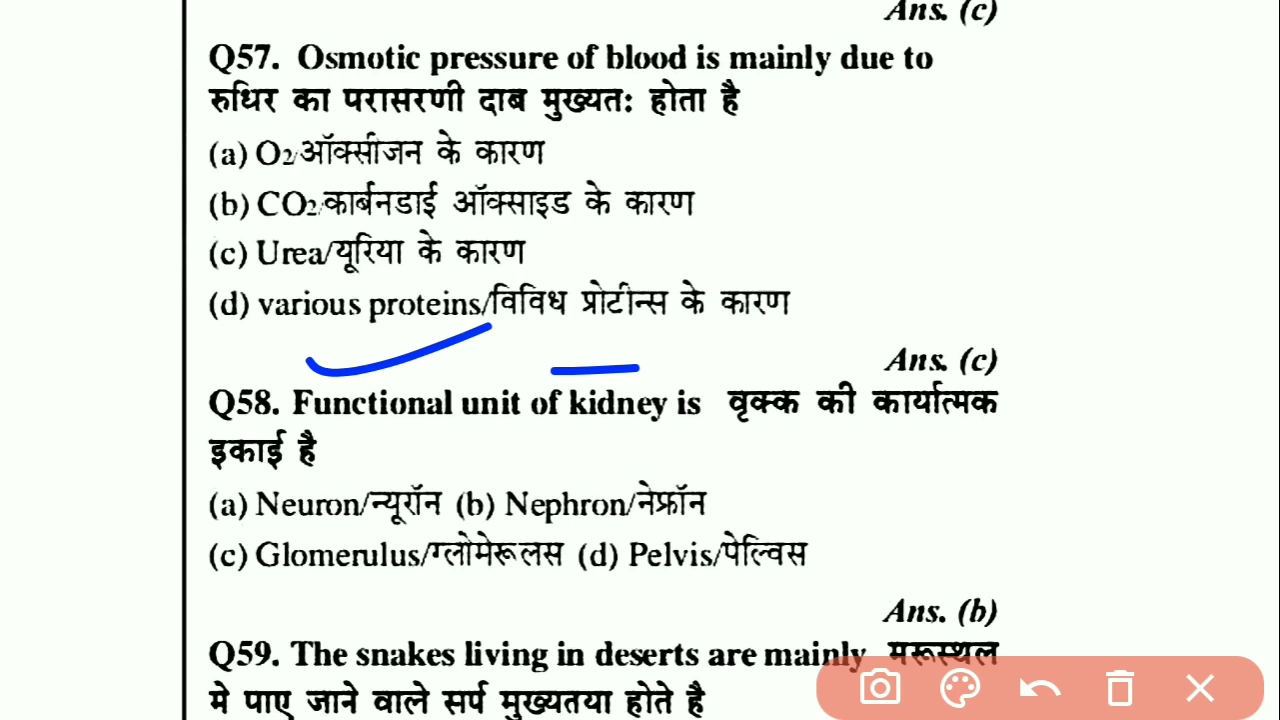 Ans. (c)
Q57. Osmotic pressure of blood is mainly due to
रुधिर का परासरणी दाब मुख्यत: होता है
(a) O2/ऑक्सीजन के कारण
(b) CO2/कार्बनडाई ऑक्साइड के कारण
(c) Urea/यूरिया के कारण
(d) various proteins/विविध प्रोटीन्स के कारण
Ans. (c)
Q58. Functional unit of kidney is वृक्क की कार्यात्मक
इकाई है
(a) Neuron/न्यूरॉन (b) Nephron/नेफ्रॉन
(c) Glomerulus/ग्लोमेरूलस (d) Pelvis/पेल्विस
Ans. (b)
Q59. The snakes living in deserts are mainly मरूस्थल
मे पाए जाने वाले सर्प मुख्यतया होते है